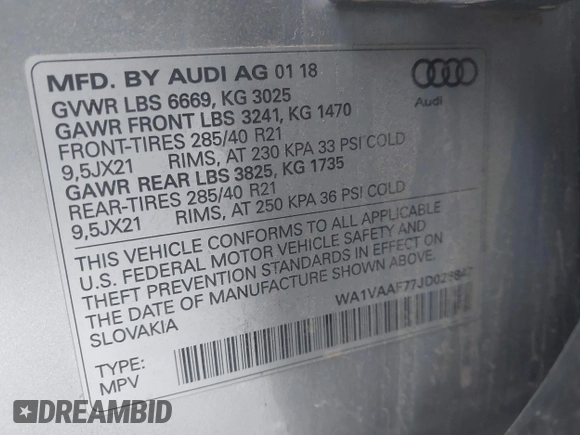 MFD. BY AUDI AG 01 18
Audi
GVWR LBS 6669, KG 3025
GAWR FRONT LBS 3241, KG 1470
FRONT-TIRES 285/40 R21
9,5JX21 RIMS, AT 230 KPA 33 PSI COLD
GAWR REAR LBS 3825, KG 1735
REAR-TIRES 285/40 R21
9,5JX21 RIMS, AT 250 KPA 36 PSI COLD
THIS VEHICLE CONFORMS TO ALL APPLICABLE
U.S. FEDERAL MOTOR VEHICLE SAFETY AND
THEFT PREVENTION STANDARDS IN EFFECT ON
THE DATE OF MANUFACTURE SHOWN ABOVE.
SLOVAKIA
TYPE:
MPV
DREAMBID